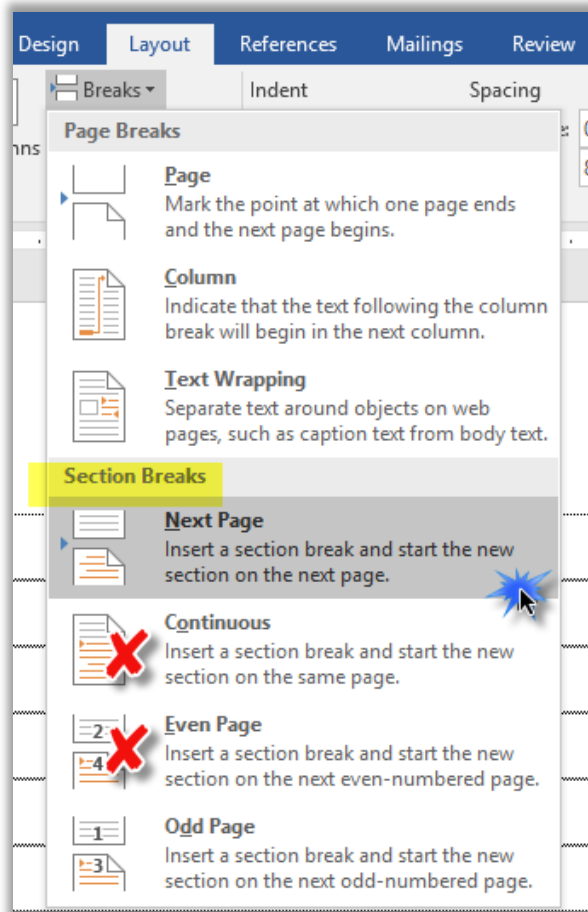 Design Layout References Mailings Review
Breaks Indent Spacing
Page Breaks
Page
Mark the point at which one page ends
and the next page begins.
Column
Indicate that the text following the column
break will begin in the next column.
Text Wrapping
Separate text around objects on web
pages, such as caption text from body text.
Section Breaks
Next Page
Insert a section break and start the new
section on the next page.
Continuous
Insert a section break and start the new
section on the same page.
2
4
Even Page
Insert a section break and start the new
section on the next even-numbered page.
1
3
Odd Page
Insert a section break and start the new
section on the next odd-numbered page.